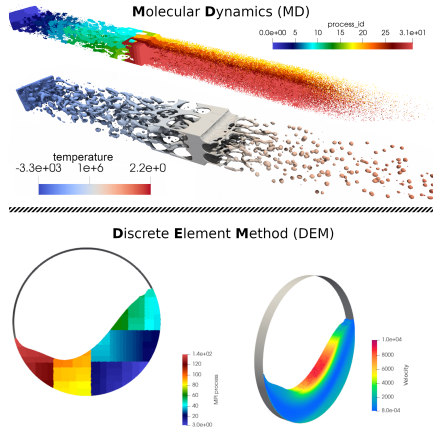 Molecular Dynamics (MD)
process_id
0.0e+00 5 10 15 20 25 3.1e+01
temperature
-3.3e+03 1e+6 2.2e+0
Discrete Element Method (DEM)
1.4e+02
120
100
80
60
40
20
3.0e+00
MPI process
1.0e+04
8000
6000
4000
2000
8.0e-04
Velocity